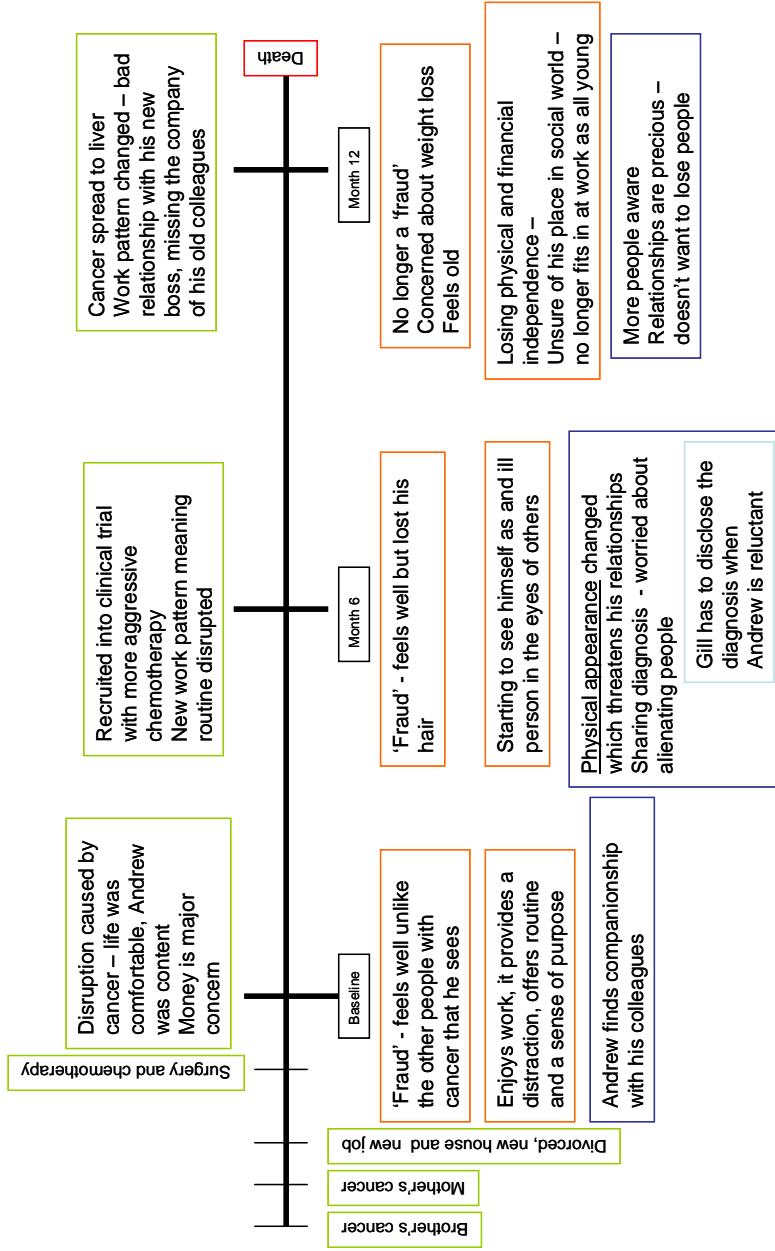 Brother's cancer
Mother's cancer
Divorced, new house and new job
Surgery and chemotherapy
Disruption caused by
cancer – life was
comfortable, Andrew
was content
Money is major
concern
Baseline
'Fraud' - feels well unlike
the other people with
cancer that he sees
Enjoys work, it provides a
distraction, offers routine
and a sense of purpose
Andrew finds companionship
with his colleagues
Recruited into clinical trial
with more aggressive
chemotherapy
New work pattern meaning
routine disrupted
Month 6
'Fraud' - feels well but lost his
hair
Starting to see himself as and ill
person in the eyes of others
Physical appearance changed
which threatens his relationships
Sharing diagnosis - worried about
alienating people
Gill has to disclose the
diagnosis when
Andrew is reluctant
Cancer spread to liver
Work pattern changed – bad
relationship with his new
boss, missing the company
of his old colleagues
Month 12
No longer a 'fraud'
Concerned about weight loss
Feels old
Losing physical and financial
independence –
Unsure of his place in social world –
no longer fits in at work as all young
More people aware
Relationships are precious –
doesn't want to lose people
Death